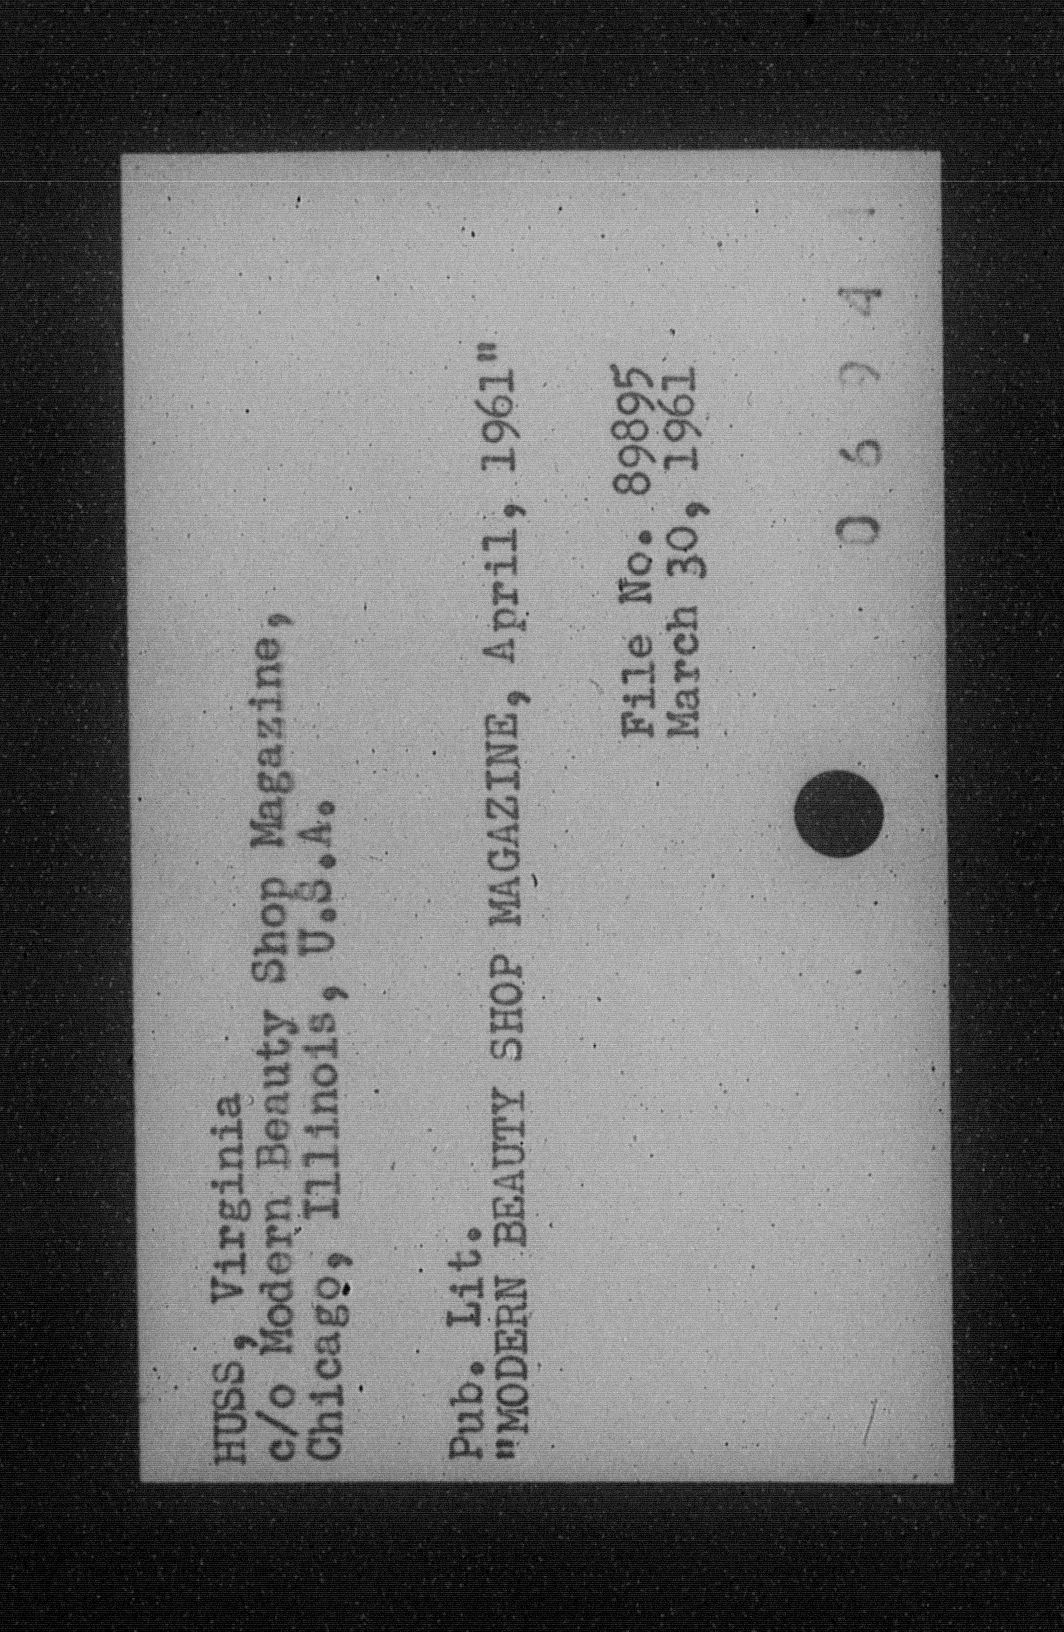 HUSS, Virginia
c/o Modern Beauty Shop Magazine,
Chicago, Illinois, U.S.A.
Pub. Lit.
"MODERN BEAUTY SHOP MAGAZINE, April, 1961"
File No. 89895
March 30, 1961